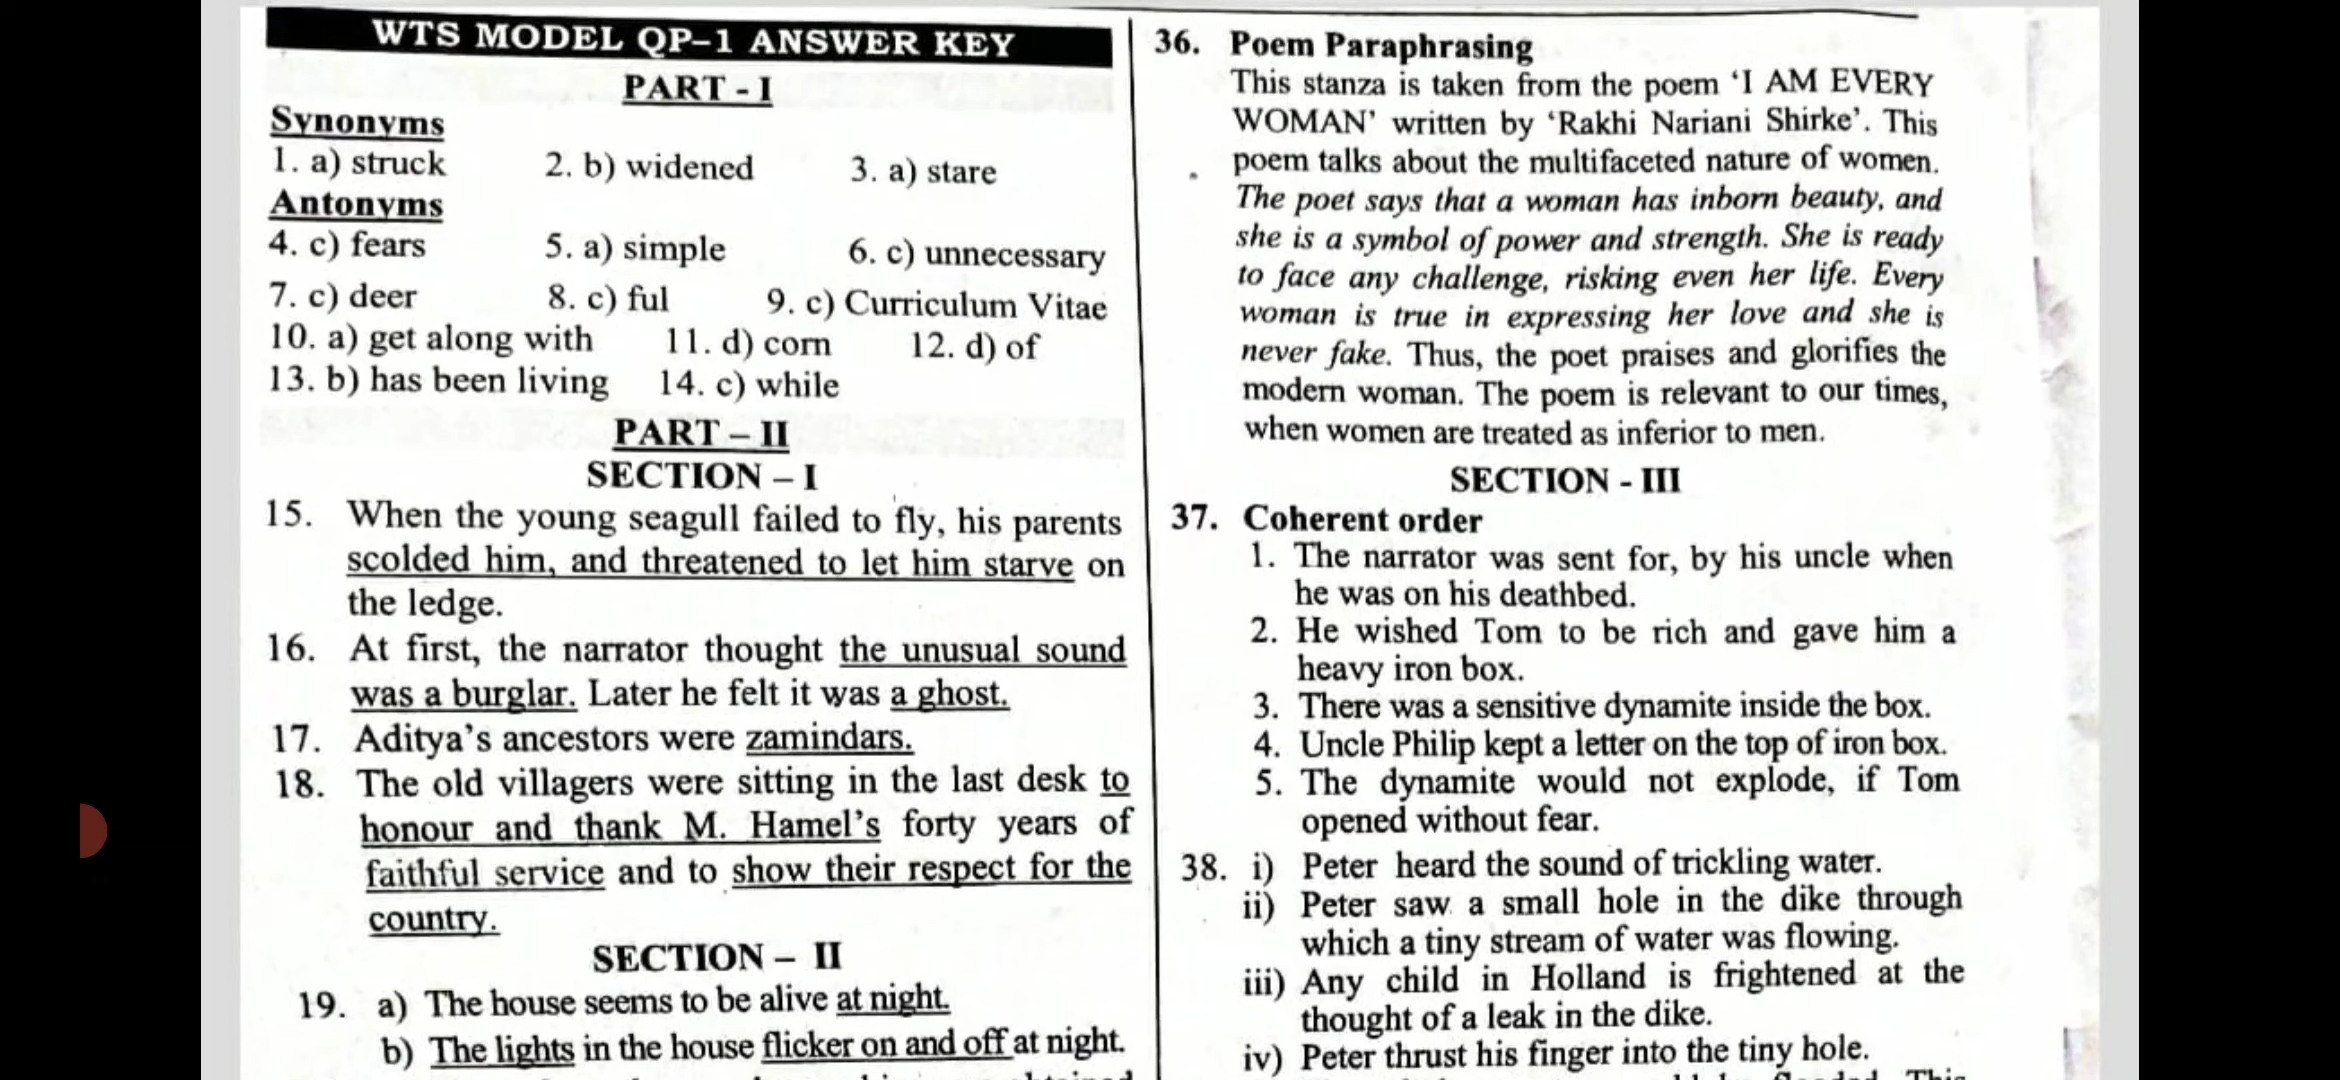 WTS MODEL QP-1 ANSWER KEY
PART - I
Synonyms
1. a) struck 2. b) widened 3. a) stare
Antonyms
4. c) fears 5. a) simple 6. c) unnecessary
7. c) deer 8. c) ful 9. c) Curriculum Vitae
10. a) get along with 11. d) corn 12. d) of
13. b) has been living 14. c) while
PART – II
SECTION – I
15. When the young seagull failed to fly, his parents
scolded him, and threatened to let him starve on
the ledge.
16. At first, the narrator thought the unusual sound
was a burglar. Later he felt it was a ghost.
17. Aditya's ancestors were zamindars.
18. The old villagers were sitting in the last desk to
honour and thank M. Hamel's forty years of
faithful service and to show their respect for the
country.
SECTION – II
19. a) The house seems to be alive at night.
b) The lights in the house flicker on and off at night.
36. Poem Paraphrasing
This stanza is taken from the poem 'I AM EVERY
WOMAN' written by 'Rakhi Nariani Shirke'. This
poem talks about the multifaceted nature of women.
The poet says that a woman has inborn beauty, and
she is a symbol of power and strength. She is ready
to face any challenge, risking even her life. Every
woman is true in expressing her love and she is
never fake. Thus, the poet praises and glorifies the
modern woman. The poem is relevant to our times,
when women are treated as inferior to men.
SECTION - III
37. Coherent order
1. The narrator was sent for, by his uncle when
he was on his deathbed.
2. He wished Tom to be rich and gave him a
heavy iron box.
3. There was a sensitive dynamite inside the box.
4. Uncle Philip kept a letter on the top of iron box.
5. The dynamite would not explode, if Tom
opened without fear.
38. i) Peter heard the sound of trickling water.
ii) Peter saw a small hole in the dike through
which a tiny stream of water was flowing.
iii) Any child in Holland is frightened at the
thought of a leak in the dike.
iv) Peter thrust his finger into the tiny hole.